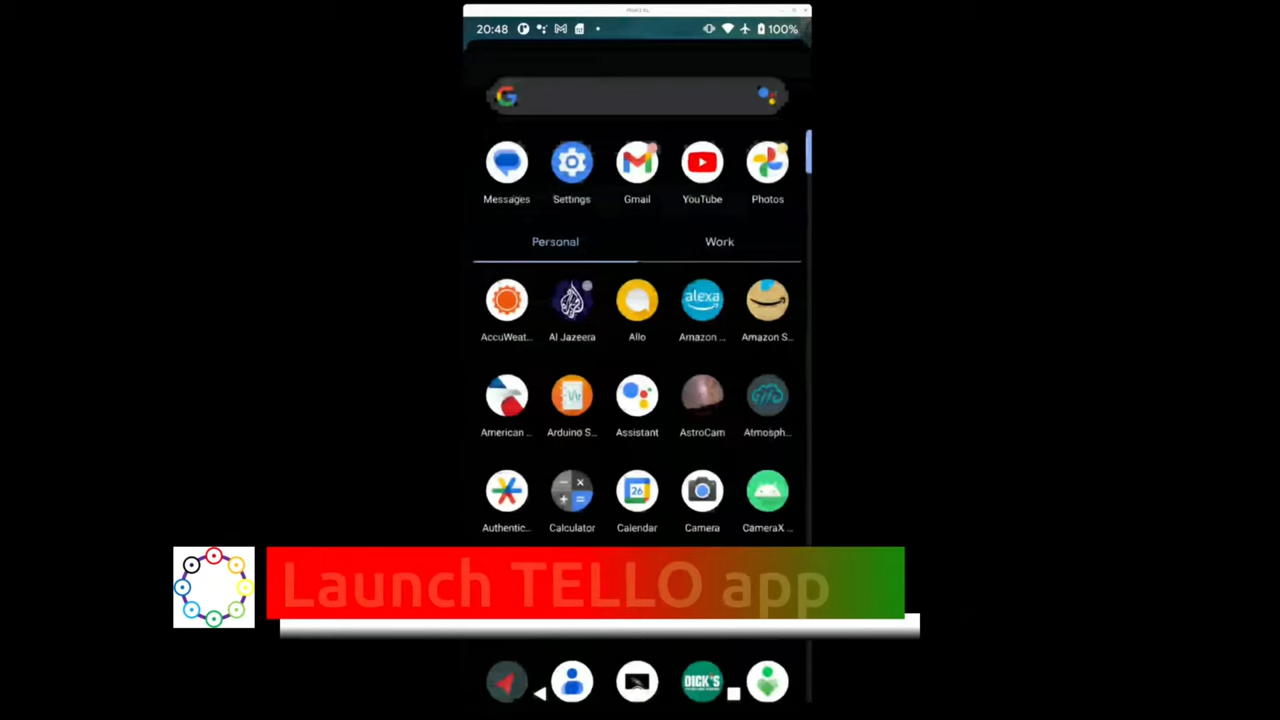 20:48
100%
Messages Settings Gmail YouTube Photos
Personal Work
alexa
AccuWeat... Al Jazeera Allo Amazon ... Amazon S...
American ... Arduino S... Assistant AstroCam Atmosph...
26
Authentic... Calculator Calendar Camera CameraX ...
Launch TELLO app
DICK'S